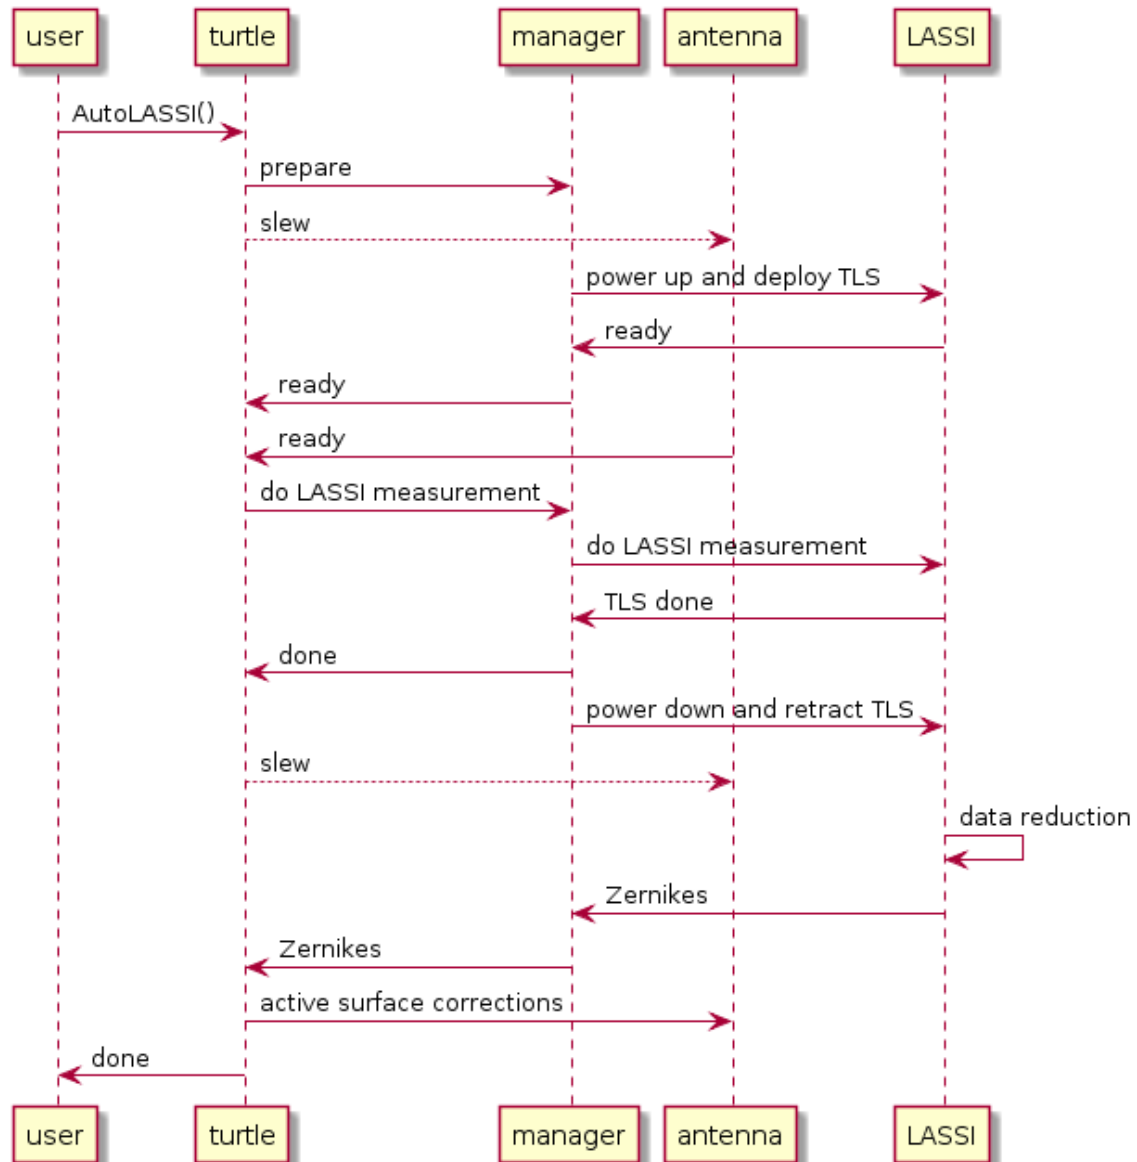 user turtle manager antenna LASSI
AutoLASSI()
prepare
slew
power up and deploy TLS
ready
ready
ready
do LASSI measurement
do LASSI measurement
TLS done
done
power down and retract TLS
slew
data reduction
Zernikes
Zernikes
active surface corrections
done
user turtle manager antenna LASSI